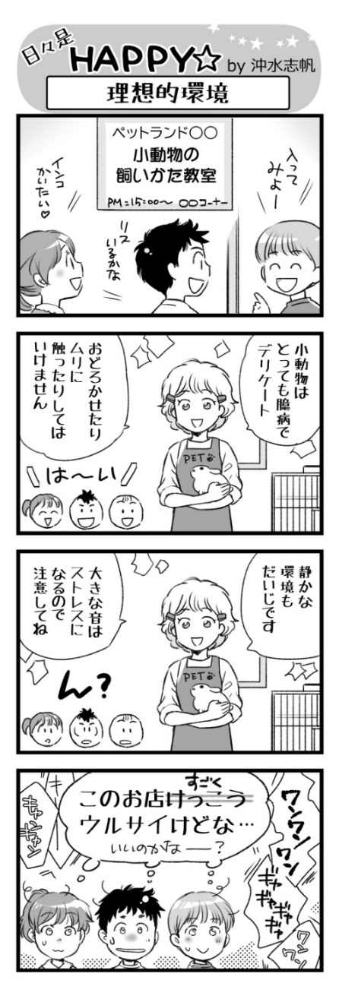 日々是
HAPPY☆ by 沖水志帆
理想的環境
ペットランド○○
小動物の
飼いかた教室
PM:15:00〜 ○○コーナー
入って
みよー
リス
いるかな
インコ
かいたい♡
小動物は
とっても臆病で
デリケート
おどろかせたり
ムリに
触ったりしては
いけません
は〜い
PET
静かな
環境も
だいじです
大きな音は
ストレスに
なるので
注意してね
ん?
PET
すごく
このお店けっこう
ウルサイけどな…
いいのかな——?
ワンワン
ワン
ギャギャギャギャ
ワンワン
キャンキャン
キ